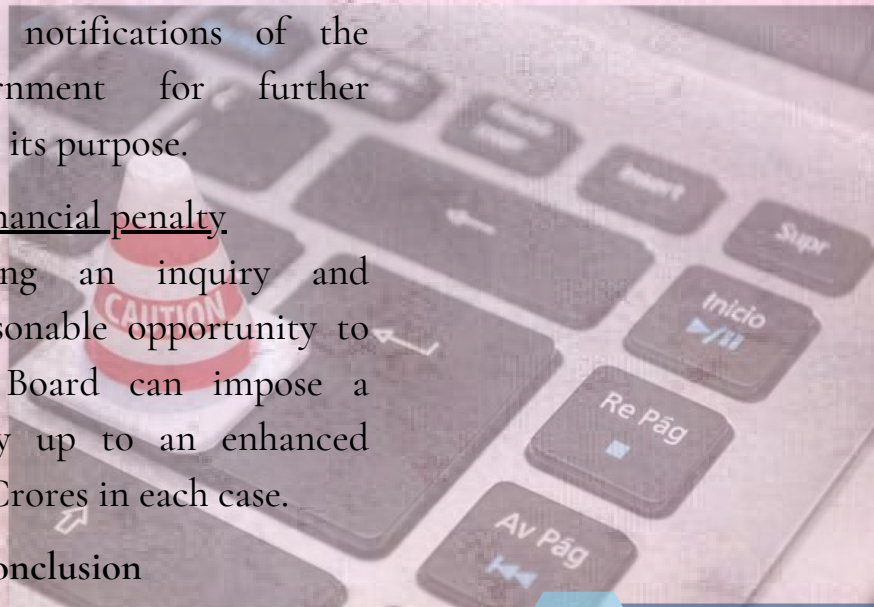 notifications of the
rnment for further
its purpose.
nancial penalty
ng an inquiry and
sonable opportunity to
Board can impose a
y up to an enhanced
Crores in each case.
onclusion
CAUTION
Insert
Supr
Inicio
Re Pág
Av Pág